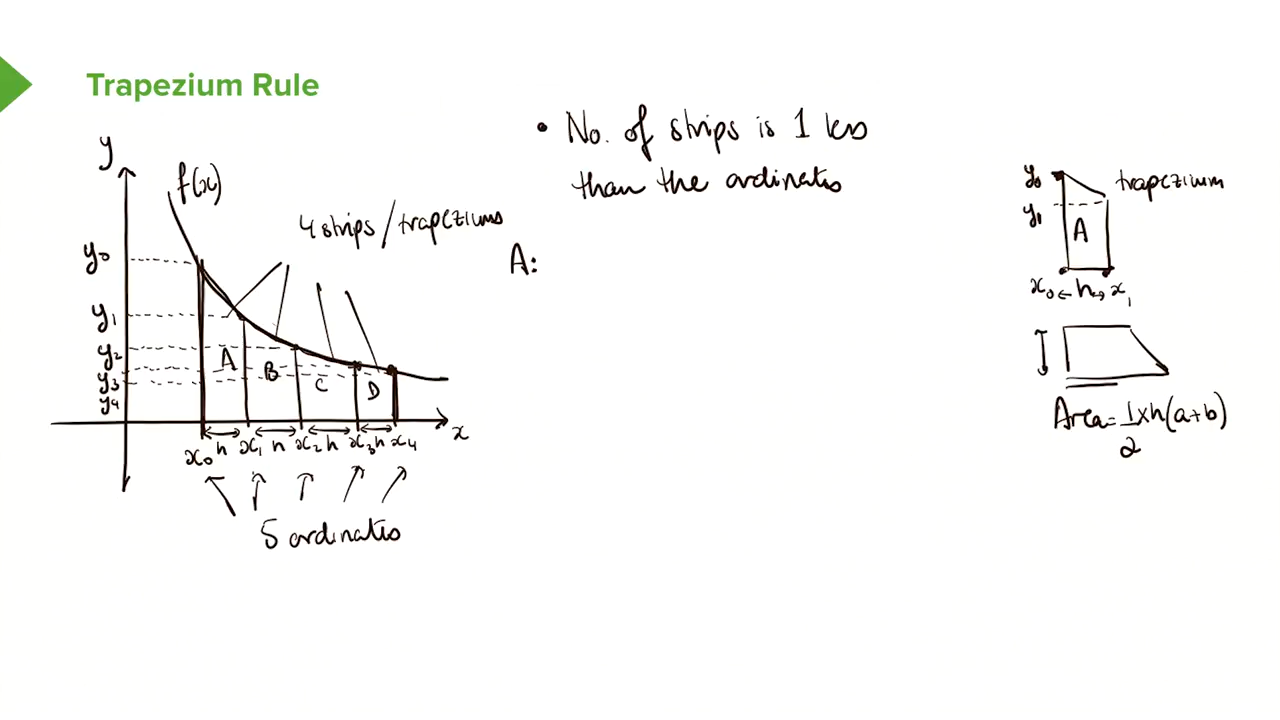 Trapezium Rule
• No. of strips is 1 less
than the ordinates
y
f(x)
4 strips/trapeziums
y₀
y₁
y₂
y₃
y₄
A
B
C
D
h
h
h
h
x₀
x₁
x₂
x₃
x₄
x
5 ordinates
A:
y₀
trapezium
y₁
A
x₀ ← h → x₁
Area = 1/2 × h(a+b)